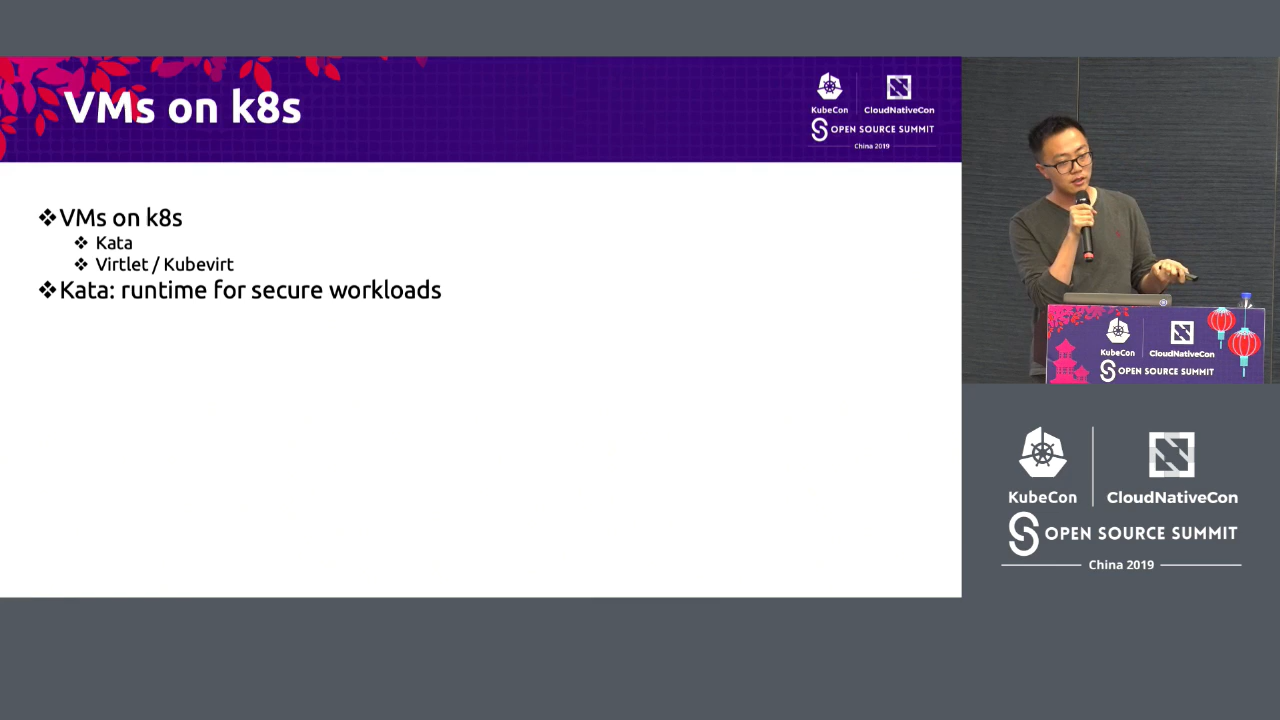 VMs on k8s
KubeCon
CloudNativeCon
OPEN SOURCE SUMMIT
China 2019
❖VMs on k8s
❖ Kata
❖ Virtlet / Kubevirt
❖Kata: runtime for secure workloads
KubeCon
CloudNativeCon
OPEN SOURCE SUMMIT
KubeCon
CloudNativeCon
OPEN SOURCE SUMMIT
China 2019